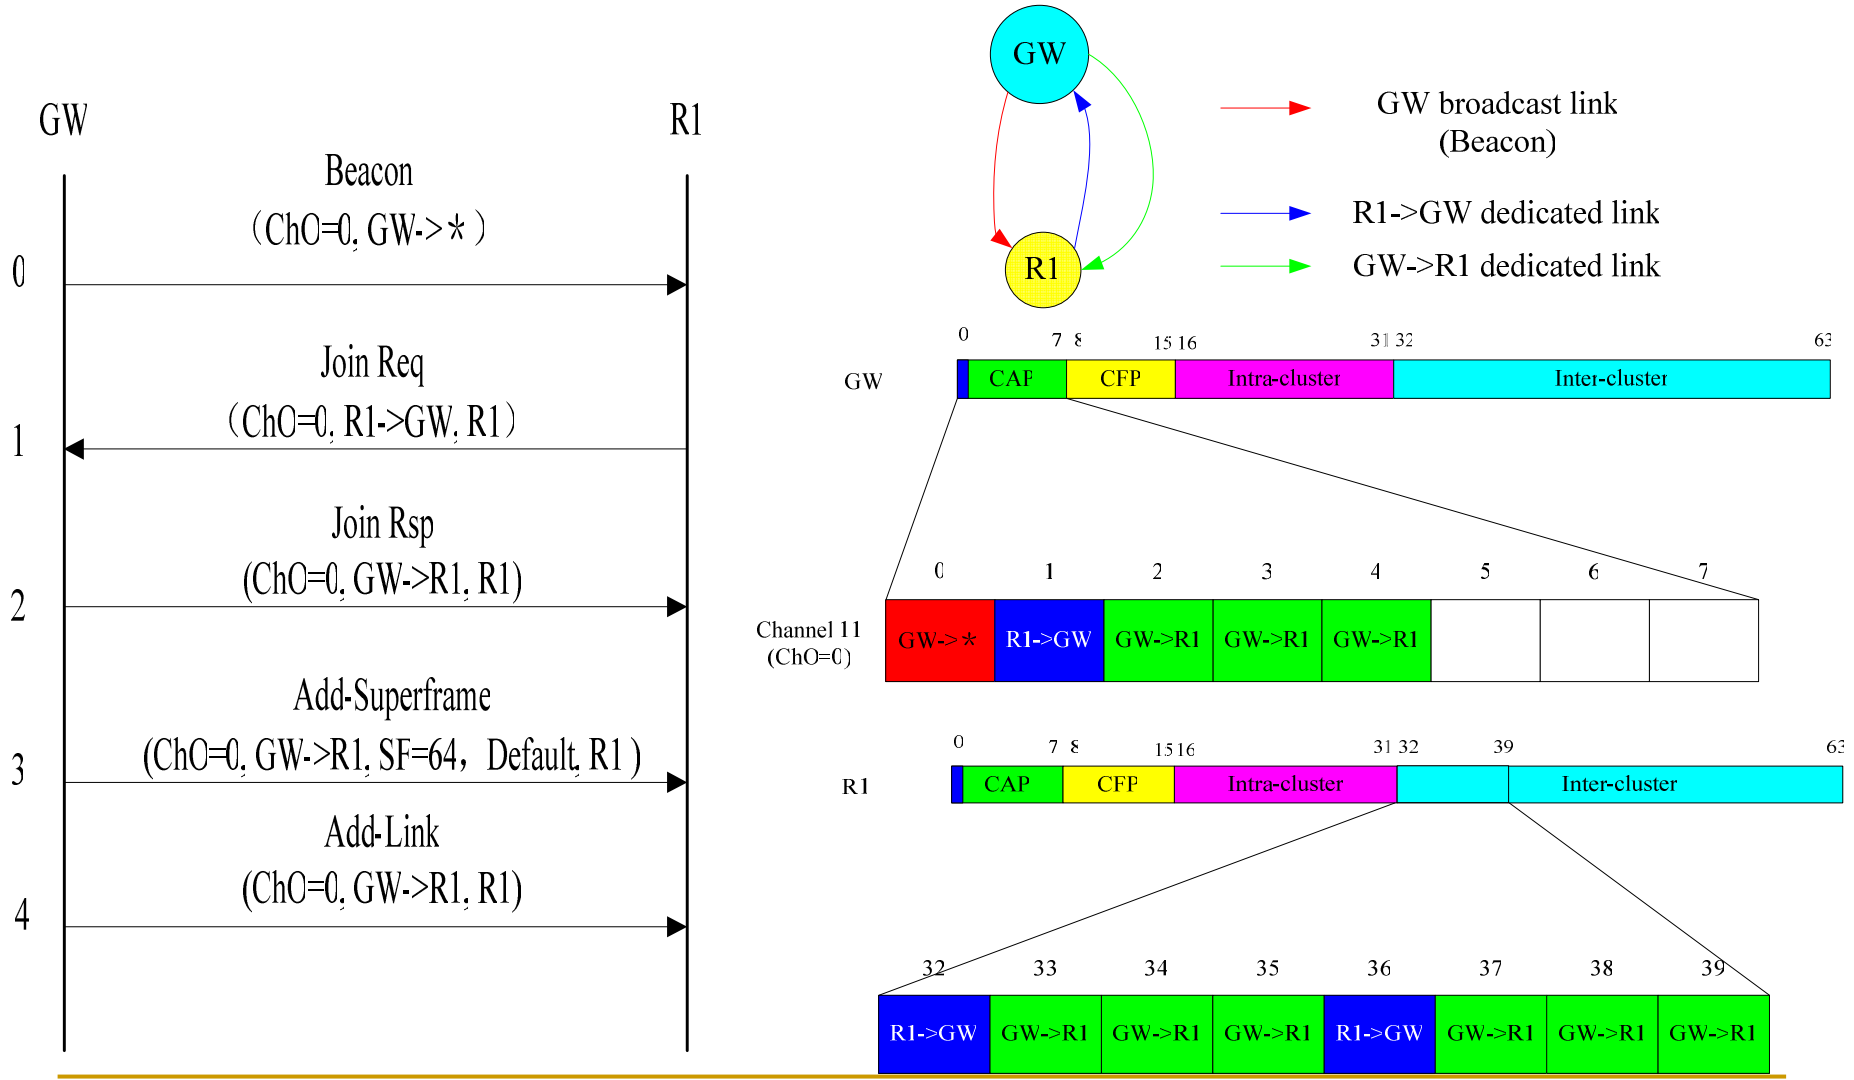 GW
R1
Beacon
(ChO=0, GW->*)
0
Join Req
(ChO=0, R1->GW, R1)
1
Join Rsp
(ChO=0, GW->R1, R1)
2
Add-Superframe
(ChO=0, GW->R1, SF=64, Default, R1)
3
Add-Link
(ChO=0, GW->R1, R1)
4
GW
R1
GW broadcast link
(Beacon)
R1->GW dedicated link
GW->R1 dedicated link
0 7 8 15 16 31 32 63
GW CAP CFP Intra-cluster Inter-cluster
0 1 2 3 4 5 6 7
Channel 11
(ChO=0)
GW->* R1->GW GW->R1 GW->R1 GW->R1
0 7 8 15 16 31 32 39 63
R1 CAP CFP Intra-cluster Inter-cluster
32 33 34 35 36 37 38 39
R1->GW GW->R1 GW->R1 GW->R1 R1->GW GW->R1 GW->R1 GW->R1